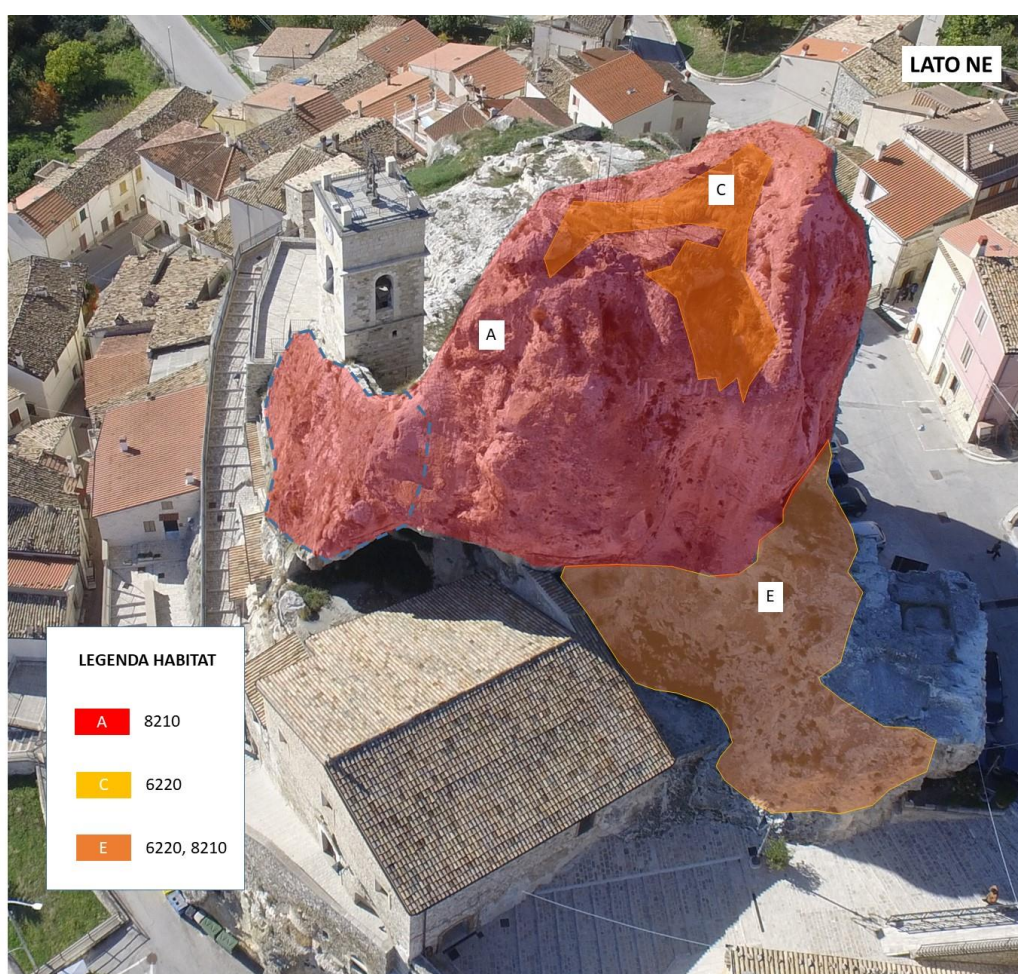 LATO NE
C
A
E
LEGENDA HABITAT
A 8210
C 6220
E 6220, 8210